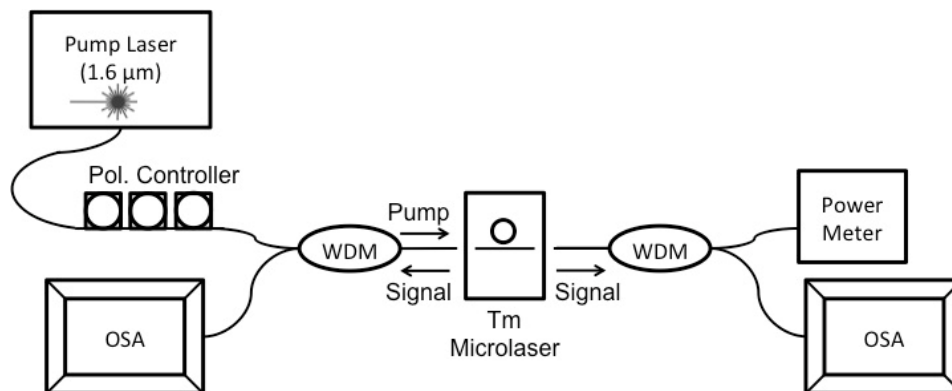 Pump Laser
(1.6 µm)
Pol. Controller
Pump
WDM
Signal
Signal
WDM
Power
Meter
OSA
Tm
Microlaser
OSA